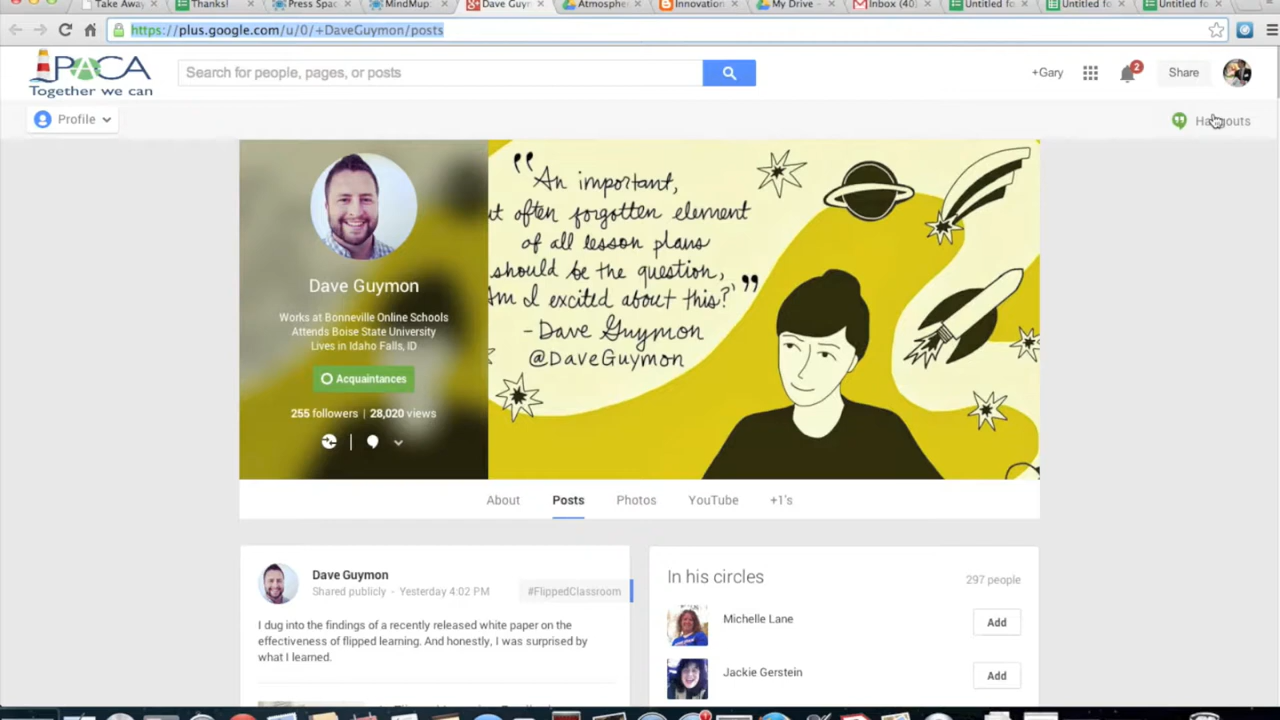 Take Away
Thanks!
Press Spac
MindMup
Dave Guym
Atmosphe
Innovation
My Drive -
Inbox (40)
Untitled fo
Untitled fo
Untitled fo
https://plus.google.com/u/0/+DaveGuymon/posts
PACA
Together we can
Search for people, pages, or posts
+Gary
2
Share
Profile
Hangouts
"An important,
ut often forgotten element
of all lesson plans
should be the question,
Am I excited about this?"
-Dave Guymon
@DaveGuymon
Dave Guymon
Works at Bonneville Online Schools
Attends Boise State University
Lives in Idaho Falls, ID
Acquaintances
255 followers | 28,020 views
About Posts Photos YouTube +1's
Dave Guymon
Shared publicly - Yesterday 4:02 PM
#FlippedClassroom
I dug into the findings of a recently released white paper on the
effectiveness of flipped learning. And honestly, I was surprised by
what I learned.
In his circles 297 people
Michelle Lane Add
Jackie Gerstein Add